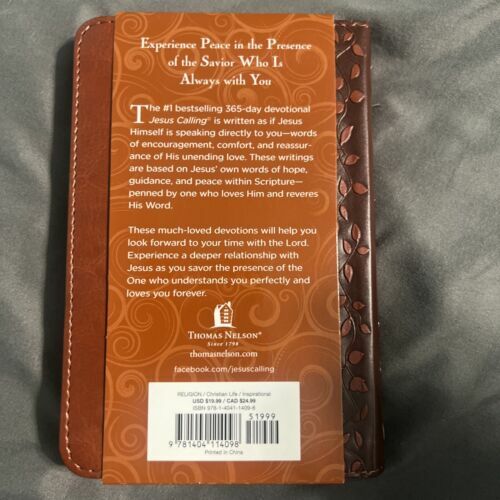 Experience Peace in the Presence
of the Savior Who Is
Always with You
The #1 bestselling 365-day devotional
Jesus Calling® is written as if Jesus
Himself is speaking directly to you—words
of encouragement, comfort, and reassur-
ance of His unending love. These writings
are based on Jesus' own words of hope,
guidance, and peace within Scripture—
penned by one who loves Him and reveres
His Word.
These much-loved devotions will help you
look forward to your time with the Lord.
Experience a deeper relationship with
Jesus as you savor the presence of the
One who understands you perfectly and
loves you forever.
THOMAS NELSON®
Since 1798
thomasnelson.com
facebook.com/jesuscalling
RELIGION / Christian Life / Inspirational
USD $19.99 / CAD $24.99
ISBN 978-1-4041-1409-8
51999
9 781404 114098
Printed in China